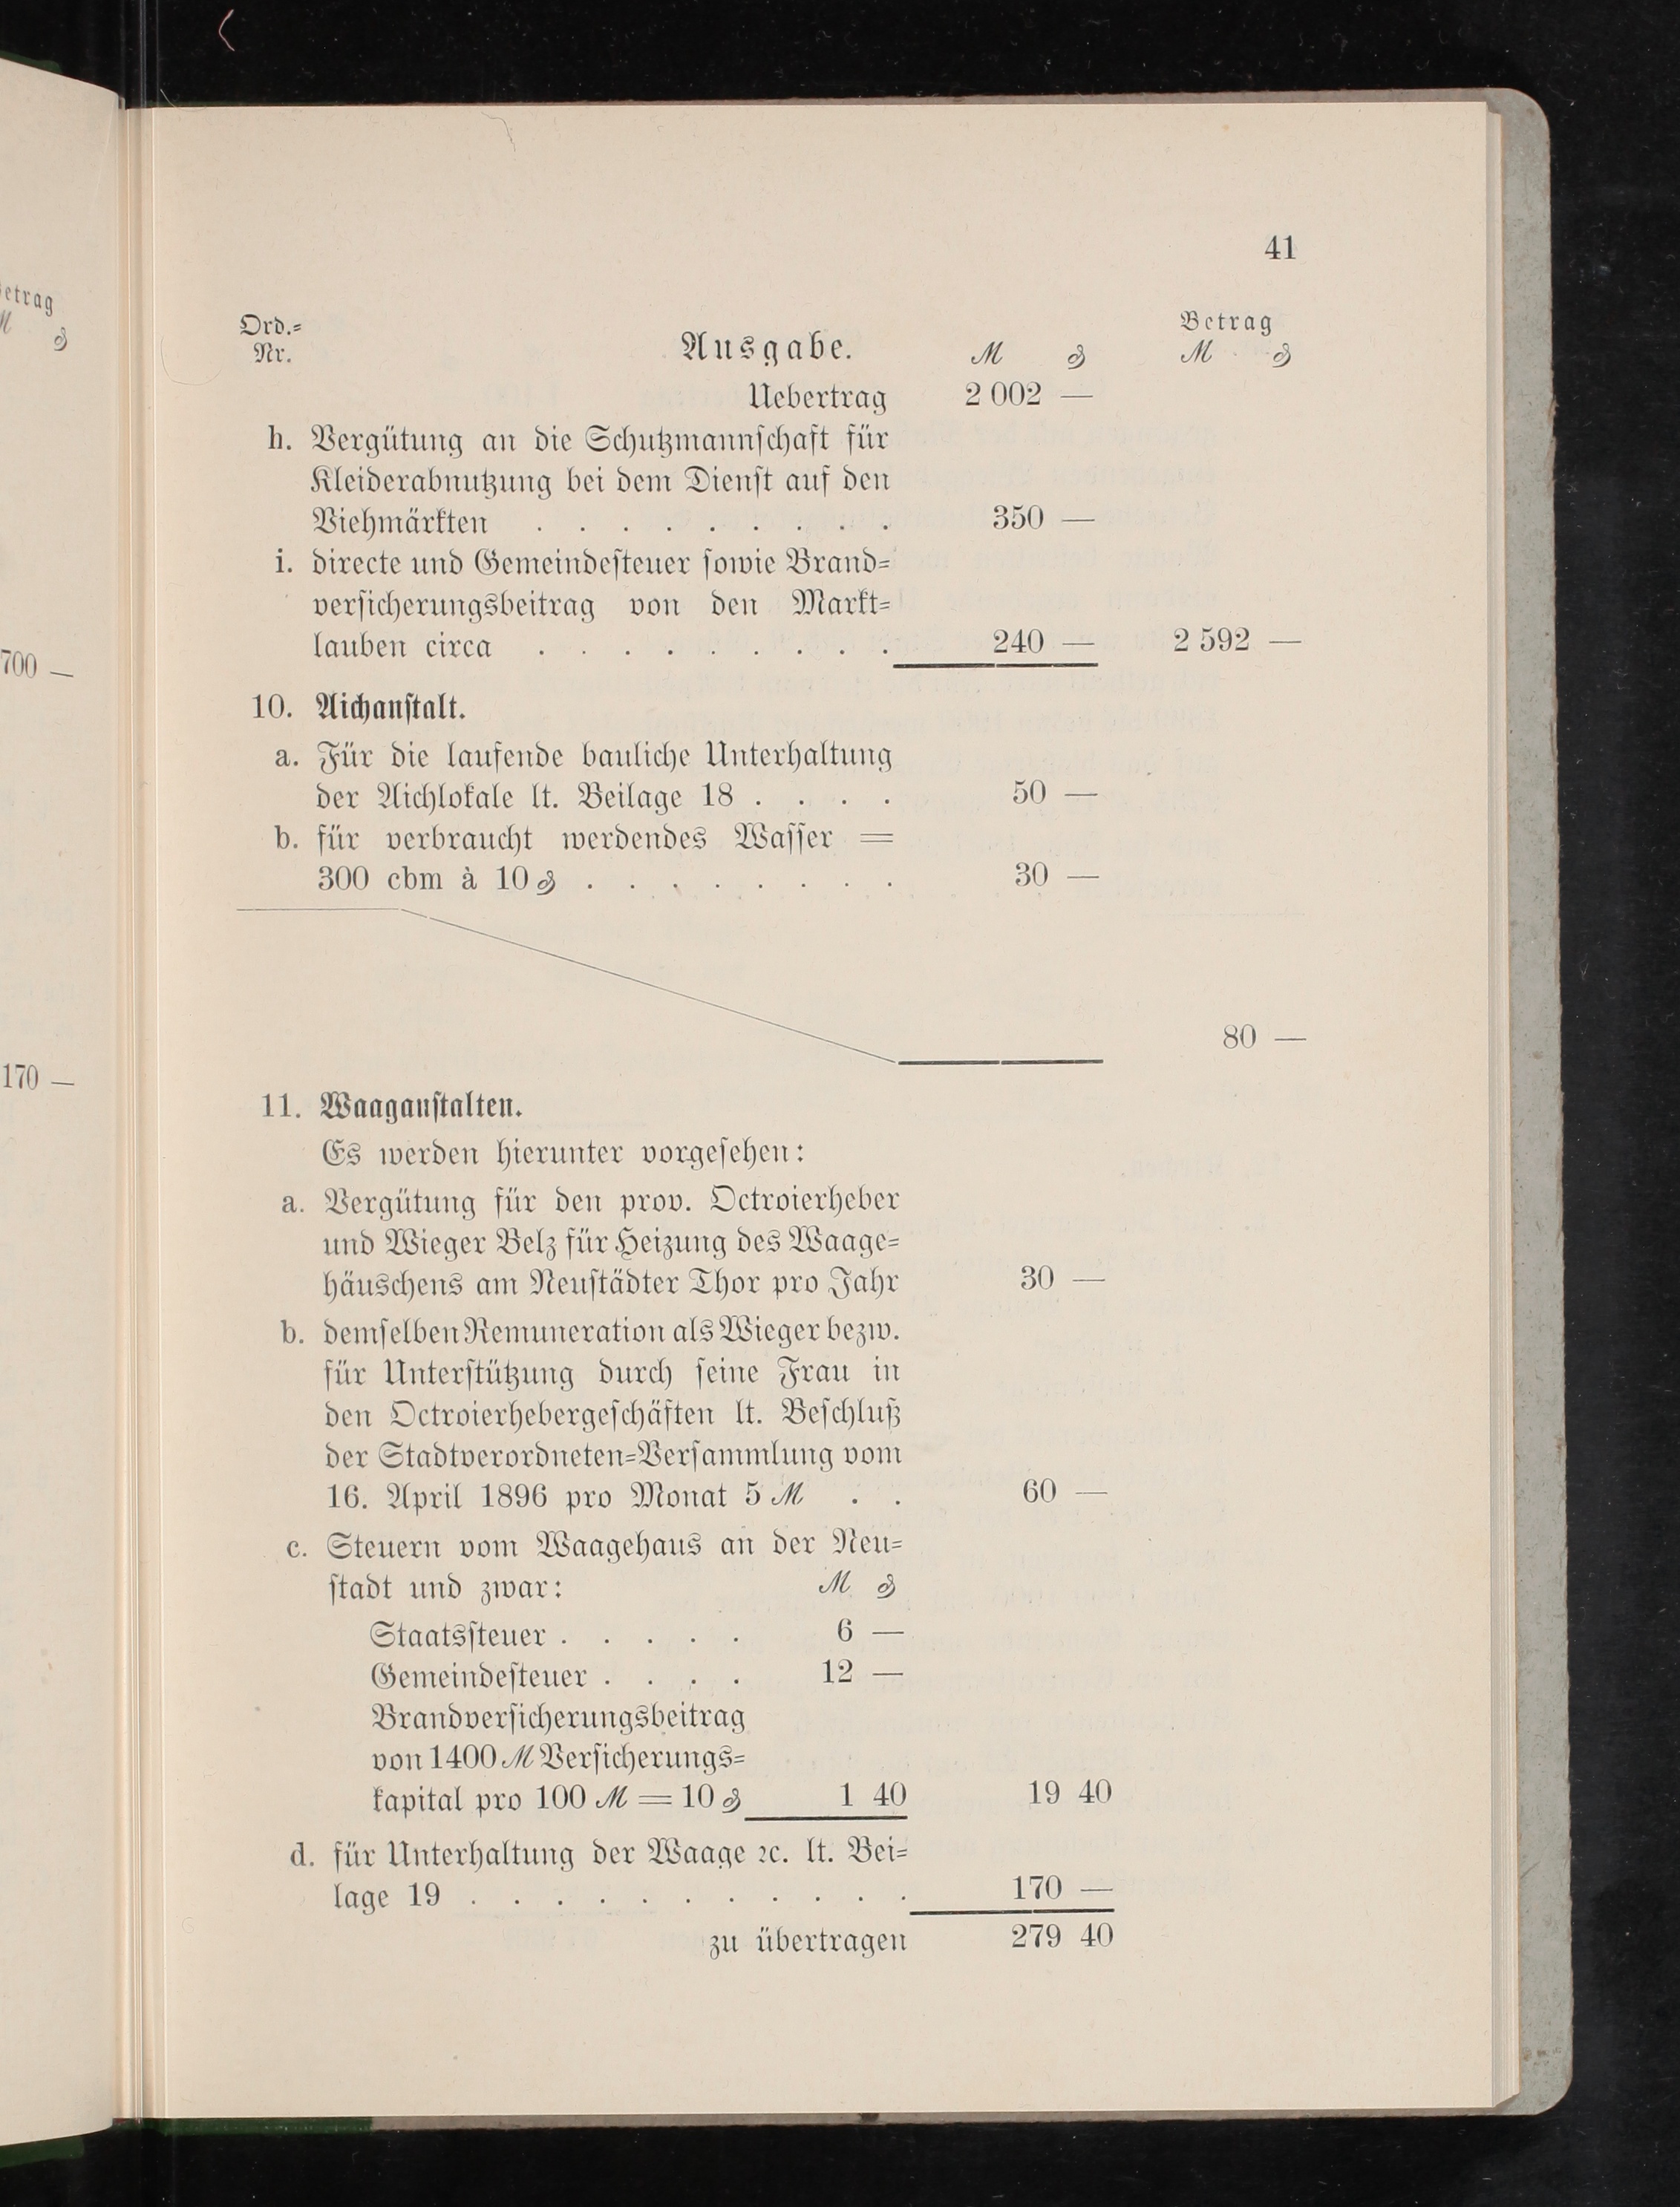 etrag
M ₰
700 —
170 —
41
Ord.=
Nr.
Ausgabe.
M ₰
Betrag
M ₰
Uebertrag 2 002 —
h. Vergütung an die Schutzmannschaft für
Kleiderabnutzung bei dem Dienst auf den
Viehmärkten . . . . . . . . . 350 —
i. directe und Gemeindesteuer sowie Brand=
versicherungsbeitrag von den Markt=
lauben circa . . . . . . . . . 240 — 2 592 —
10. Aichanstalt.
a. Für die laufende bauliche Unterhaltung
der Aichlokale lt. Beilage 18 . . . . 50 —
b. für verbraucht werdendes Wasser =
300 cbm à 10 ₰ . . . . . . . . 30 —
80 —
11. Waaganstalten.
Es werden hierunter vorgesehen:
a. Vergütung für den prov. Octroierheber
und Wieger Belz für Heizung des Waage=
häuschens am Neustädter Thor pro Jahr 30 —
b. demselben Remuneration als Wieger bezw.
für Unterstützung durch seine Frau in
den Octroierhebergeschäften lt. Beschluß
der Stadtverordneten=Versammlung vom
16. April 1896 pro Monat 5 M . . 60 —
c. Steuern vom Waagehaus an der Neu=
stadt und zwar: M ₰
Staatssteuer . . . . . 6 —
Gemeindesteuer . . . . 12 —
Brandversicherungsbeitrag
von 1400 M Versicherungs=
kapital pro 100 M = 10 ₰ 1 40 19 40
d. für Unterhaltung der Waage ꝛc. lt. Bei=
lage 19 . . . . . . . . . . . 170 —
zu übertragen 279 40